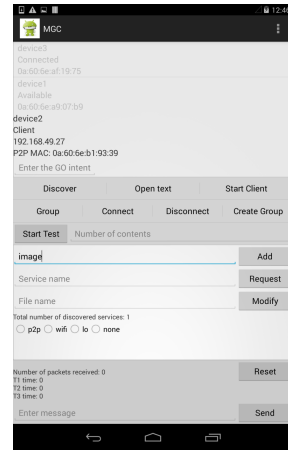 12:46
MGC
device3
Connected
0a:60:6e:af:19:75
device1
Available
0a:60:6e:a9:07:b9
device2
Client
192.168.49.27
P2P MAC: 0a:60:6e:b1:93:39
Enter the GO intent
Discover Open text Start Client
Group Connect Disconnect Create Group
Start Test Number of contents
image Add
Service name Request
File name Modify
Total number of discovered services: 1
p2p wifi lo none
Number of packets received: 0 Reset
T1 time: 0
T2 time: 0
T3 time: 0
Enter message Send